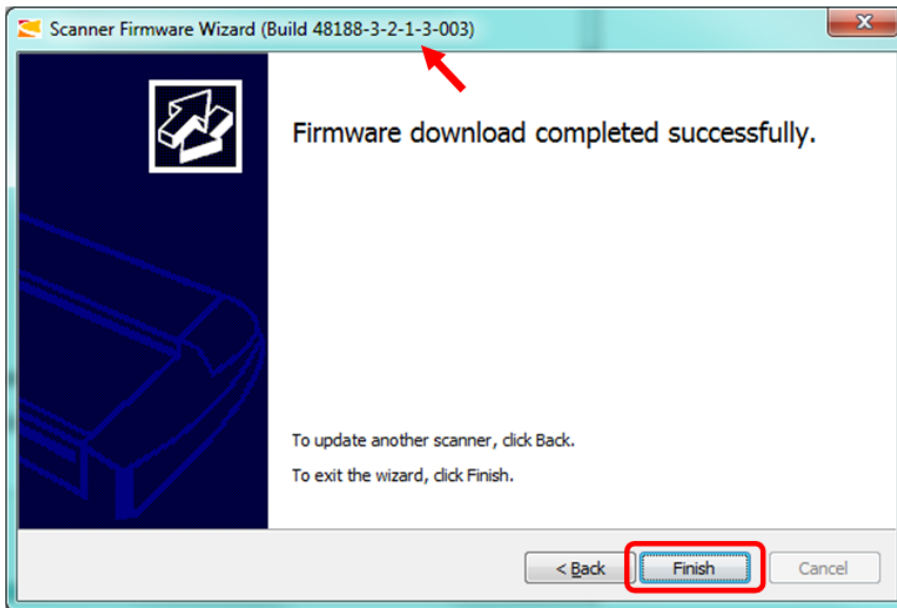 Scanner Firmware Wizard (Build 48188-3-2-1-3-003)
Firmware download completed successfully.
To update another scanner, click Back.
To exit the wizard, click Finish.
< Back Finish Cancel